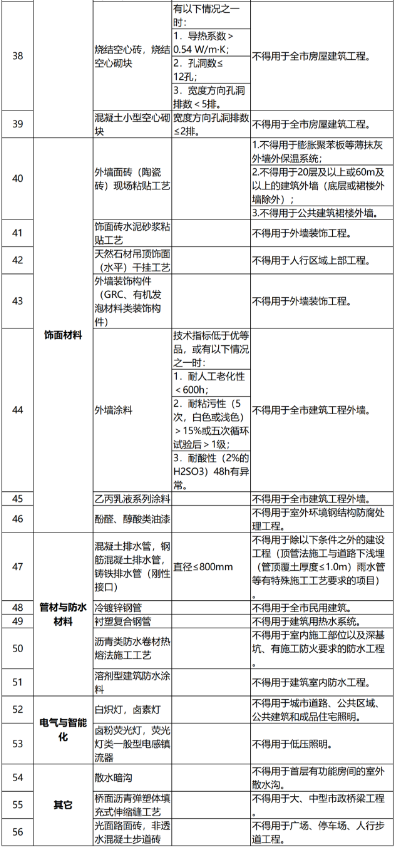 38
烧结空心砖，烧结
空心砌块
有以下情况之一
时：
1．导热系数＞
0.54 W/m·K；
2．孔洞数≤
12孔；
3．宽度方向孔洞
排数＜5排。
不得用于全市房屋建筑工程。
39
混凝土小型空心砌
块
宽度方向孔洞排数
≤2排。
不得用于全市房屋建筑工程。
饰面材料
40
外墙面砖（陶瓷
砖）现场粘贴工艺
1.不得用于膨胀聚苯板等薄抹灰
外墙外保温系统；
2.不得用于20层及以上或60m及
以上的建筑外墙（底层或裙楼外
墙除外）；
3.不得用于公共建筑裙楼外墙。
41
饰面砖水泥砂浆粘
贴工艺
不得用于外墙装饰工程。
42
天然石材吊顶饰面
（水平）干挂工艺
不得用于人行区域上部工程。
43
外墙装饰构件
（GRC、有机发
泡材料类装饰构
件）
不得用于外墙装饰工程。
44
外墙涂料
技术指标低于优等
品，或有以下情况
之一时：
1．耐人工老化性
＜600h；
2．耐粘污性（5
次，白色或浅色）
＞15%或五次循环
试验后＞1级；
3．耐酸性（2%的
H2SO3）48h有异
常。
不得用于全市建筑工程外墙。
45
乙丙乳液系列涂料
不得用于全市建筑工程外墙。
46
酚醛、醇酸类油漆
不得用于室外环境钢结构防腐处
理工程。
管材与防水
材料
47
混凝土排水管，钢
筋混凝土排水管，
铸铁排水管（刚性
接口）
直径≤800mm
不得用于除以下条件之外的建设
工程（顶管法施工与道路下浅埋
（管顶覆土厚度≤1.0m）雨水管
等有特殊施工工艺要求的项目）
。
48
冷镀锌钢管
不得用于全市民用建筑。
49
衬塑复合钢管
不得用于建筑用热水系统。
50
沥青类防水卷材热
熔法施工工艺
不得用于室内施工部位以及深基
坑、有施工防火要求的防水工程
。
51
溶剂型建筑防水涂
料
不得用于建筑室内防水工程。
电气与智能
化
52
白炽灯，卤素灯
不得用于城市道路、公共区域、
公共建筑和成品住宅照明。
53
卤粉荧光灯，荧光
灯类一般型电感镇
流器
不得用于低压照明。
其它
54
散水暗沟
不得用于首层有功能房间的室外
散水沟。
55
桥面沥青弹塑体填
充式伸缩缝工艺
不得用于大、中型市政桥梁工程
。
56
光面路面砖，非透
水混凝土步道砖
不得用于广场、停车场、人行步
道工程。